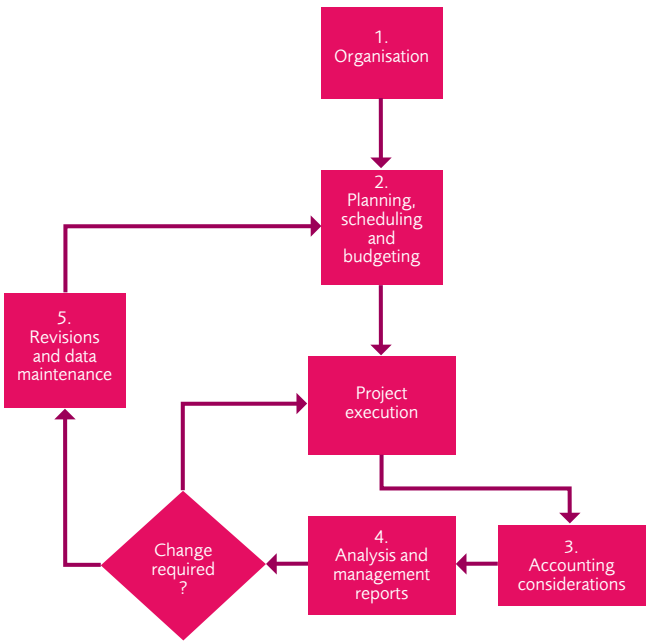 1.
Organisation
2.
Planning,
scheduling
and
budgeting
Project
execution
3.
Accounting
considerations
4.
Analysis and
management
reports
Change
required
?
5.
Revisions
and data
maintenance